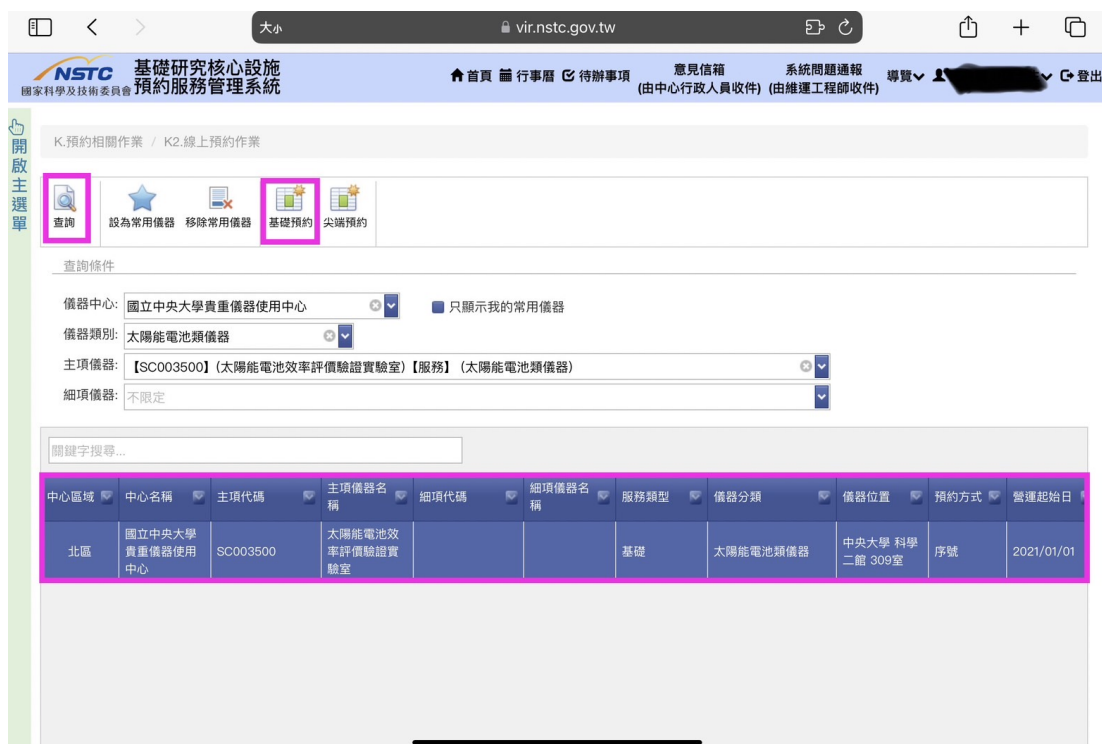 大小
vir.nstc.gov.tw
NSTC
國家科學及技術委員會
基礎研究核心設施
預約服務管理系統
首頁 行事曆 待辦事項
意見信箱
(由中心行政人員收件)
系統問題通報
(由維運工程師收件)
導覽
登出
開啟主選單
K.預約相關作業 / K2.線上預約作業
查詢 設為常用儀器 移除常用儀器 基礎預約 尖端預約
查詢條件
儀器中心: 國立中央大學貴重儀器使用中心 只顯示我的常用儀器
儀器類別: 太陽能電池類儀器
主項儀器: 【SC003500】(太陽能電池效率評價驗證實驗室)【服務】(太陽能電池類儀器)
細項儀器: 不限定
關鍵字搜尋...
中心區域 中心名稱 主項代碼 主項儀器名稱 細項代碼 細項儀器名稱 服務類型 儀器分類 儀器位置 預約方式 營運起始日
北區 國立中央大學貴重儀器使用中心 SC003500 太陽能電池效率評價驗證實驗室 基礎 太陽能電池類儀器 中央大學 科學二館 309室 序號 2021/01/01